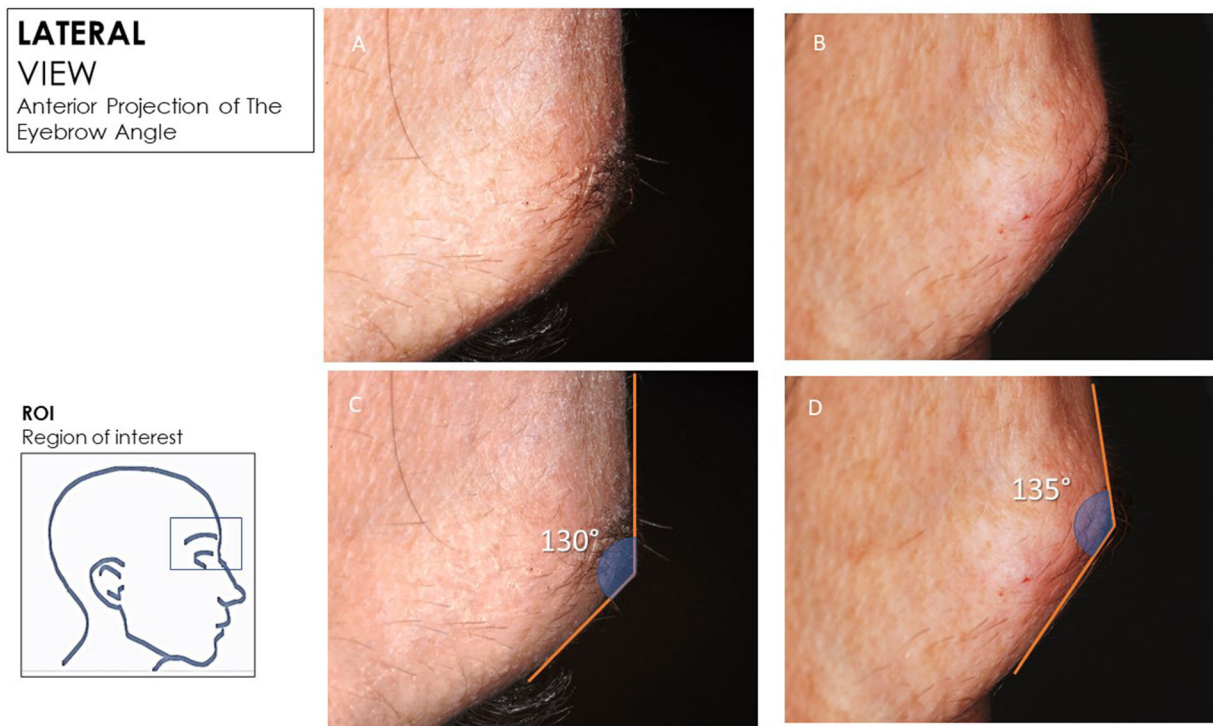 LATERAL
VIEW
Anterior Projection of The
Eyebrow Angle
A
B
ROI
Region of interest
C
130°
D
135°